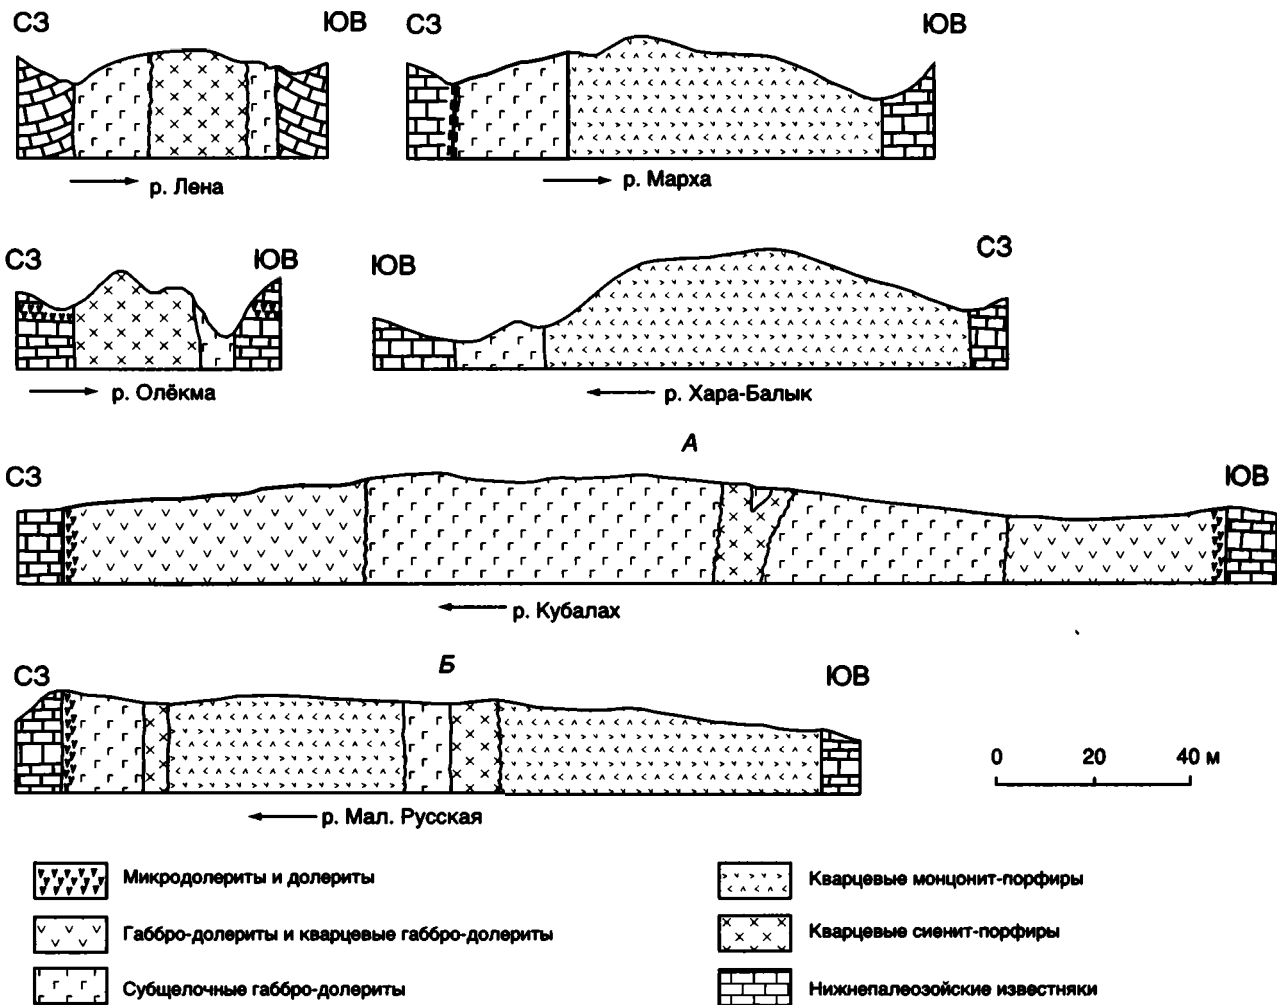 СЗ ЮВ СЗ ЮВ
р. Лена р. Марха
СЗ ЮВ ЮВ СЗ
р. Олёкма р. Хара-Балык
А
СЗ ЮВ
р. Кубалах
Б
СЗ ЮВ
0 20 40 м
р. Мал. Русская
Микродолериты и долериты
Габбро-долериты и кварцевые габбро-долериты
Субщелочные габбро-долериты
Кварцевые монцонит-порфиры
Кварцевые сиенит-порфиры
Нижнепалеозойские известняки